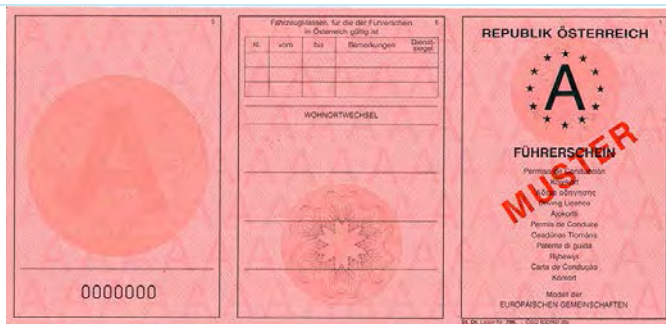 5
0000000
Fahrzeugklassen, für die der Führerschein
in Österreich gültig ist
6
Kl. vom bis Bemerkungen Dienst-
siegel
WOHNORTWECHSEL
REPUBLIK ÖSTERREICH
A
FÜHRERSCHEIN
MUSTER
Permiso de Conducción
Kørekort
Άδεια οδήγησης
Driving Licence
Ajokortti
Permis de Conduire
Ceadúnas Tiomána
Patente di guida
Rijbewijs
Carta de Condução
Körkort
Modell der
EUROPÄISCHEN GEMEINSCHAFTEN